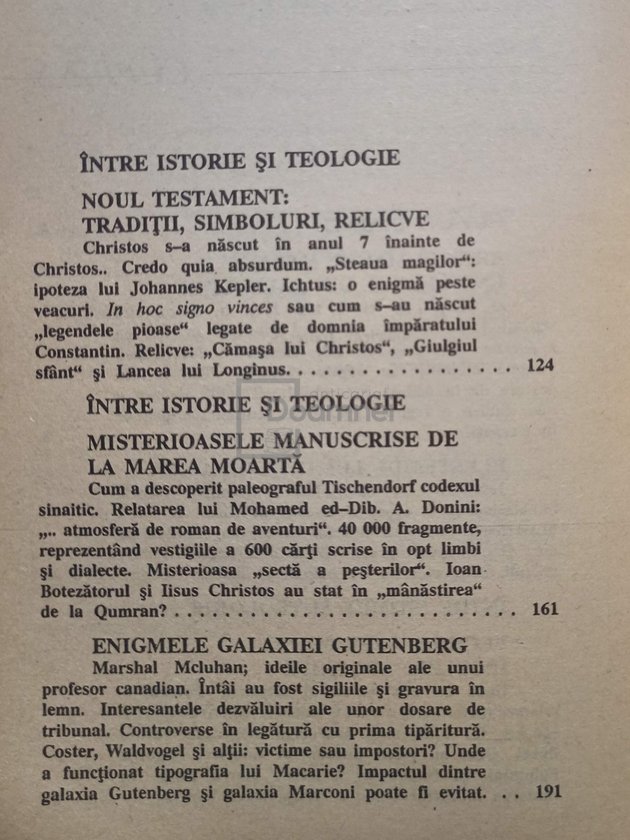 ÎNTRE ISTORIE ŞI TEOLOGIE
NOUL TESTAMENT:
TRADIŢII, SIMBOLURI, RELICVE
Christos s-a născut în anul 7 înainte de
Christos.. Credo quia absurdum. „Steaua magilor“:
ipoteza lui Johannes Kepler. Ichtus: o enigmă peste
veacuri. In hoc signo vinces sau cum s-au născut
„legendele pioase“ legate de domnia împăratului
Constantin. Relicve: „Cămaşa lui Christos“, „Giulgiul
sfânt“ şi Lancea lui Longinus. . . . . . . . . . . . . . . . . . . 124
ÎNTRE ISTORIE ŞI TEOLOGIE
MISTERIOASELE MANUSCRISE DE
LA MAREA MOARTĂ
Cum a descoperit paleograful Tischendorf codexul
sinaitic. Relatarea lui Mohamed ed-Dib. A. Donini:
„.. atmosferă de roman de aventuri“. 40 000 fragmente,
reprezentând vestigiile a 600 cărţi scrise în opt limbi
şi dialecte. Misterioasa „sectă a peşterilor“. Ioan
Botezătorul şi Iisus Christos au stat în „mânăstirea“
de la Qumran? . . . . . . . . . . . . . . . . . . . . . . . . . . . . 161
ENIGMELE GALAXIEI GUTENBERG
Marshal Mcluhan; ideile originale ale unui
profesor canadian. Întâi au fost sigiliile şi gravura în
lemn. Interesantele dezvăluiri ale unor dosare de
tribunal. Controverse în legătură cu prima tipăritură.
Coster, Waldvogel şi alţii: victime sau impostori? Unde
a funcţionat tipografia lui Macarie? Impactul dintre
galaxia Gutenberg şi galaxia Marconi poate fi evitat. . . 191